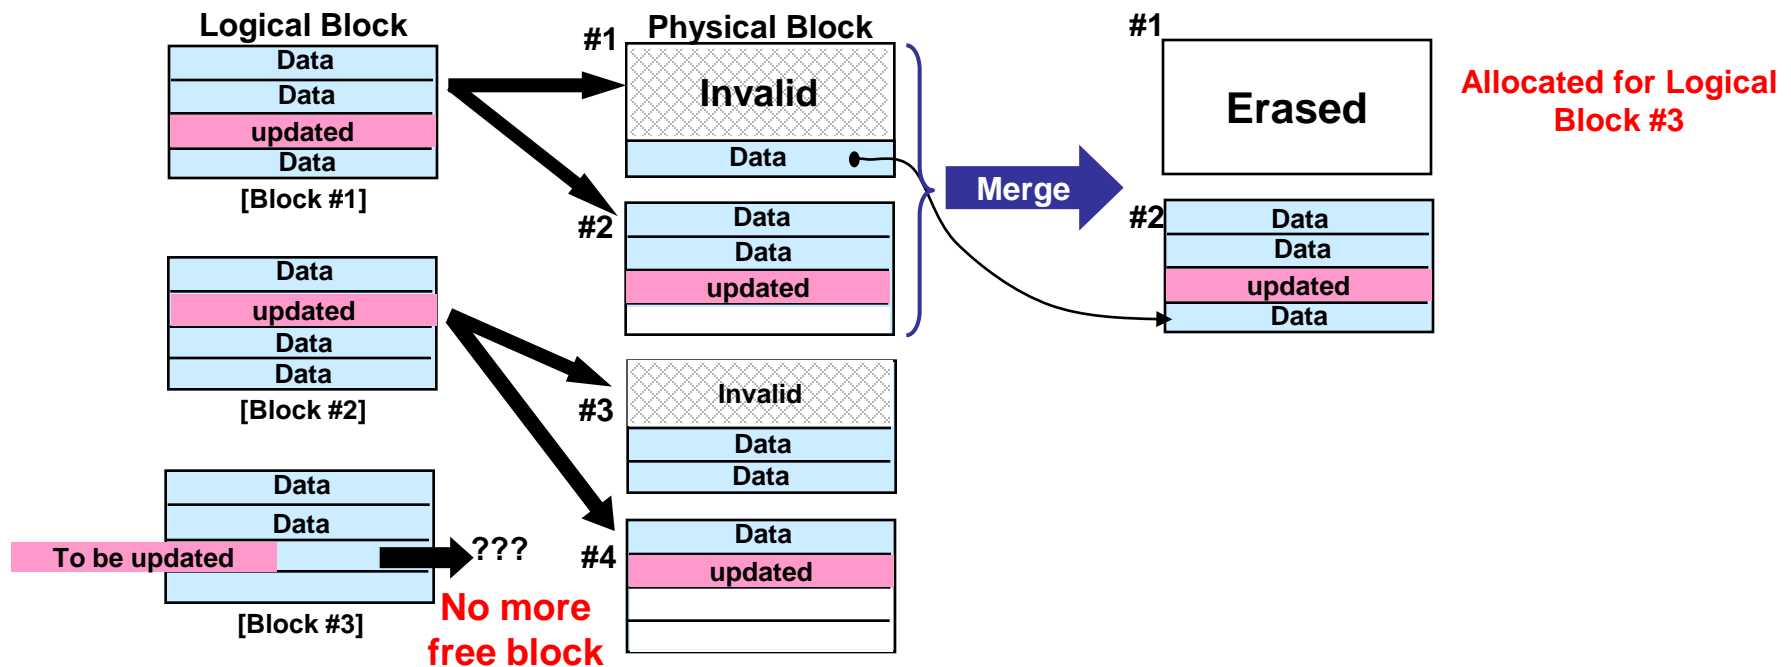 Logical Block
Data
Data
updated
Data
[Block #1]
Data
updated
Data
Data
[Block #2]
Data
Data
To be updated
???
[Block #3]
No more
free block
Physical Block
#1
Invalid
Data
#2
Data
Data
updated
#3
Invalid
Data
Data
#4
Data
updated
Merge
#1
Erased
#2
Data
Data
updated
Data
Allocated for Logical
Block #3